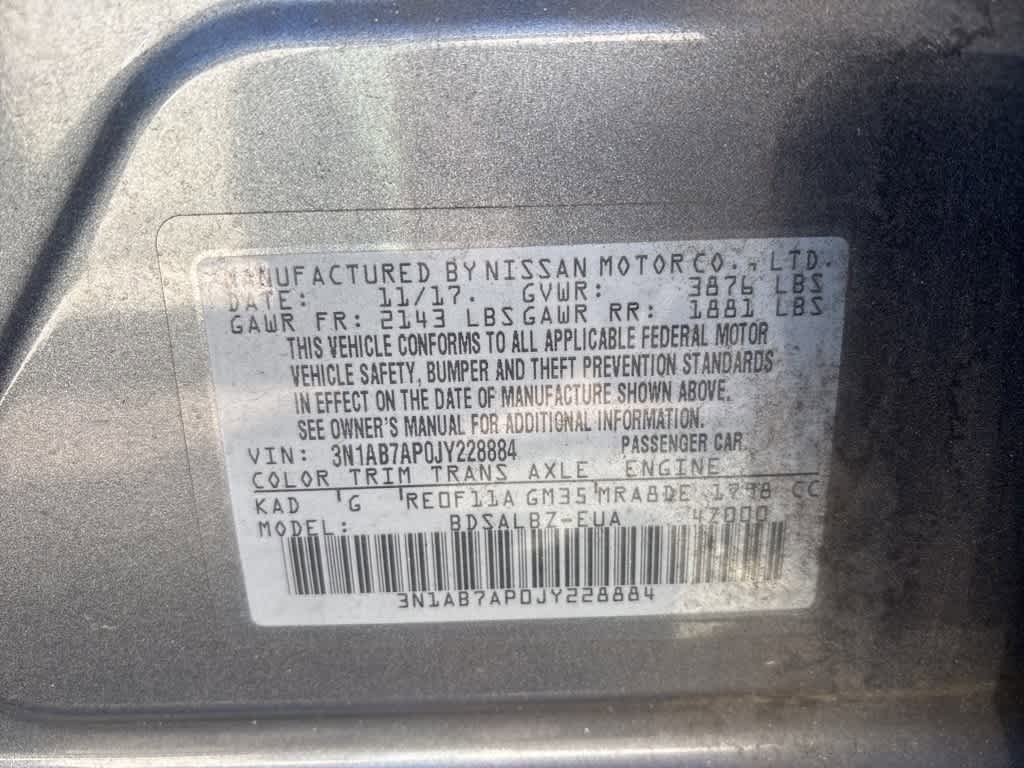 MANUFACTURED BY NISSAN MOTOR CO., LTD.
DATE: 11/17. GVWR: 3876 LBS
GAWR FR: 2143 LBS GAWR RR: 1881 LBS
THIS VEHICLE CONFORMS TO ALL APPLICABLE FEDERAL MOTOR
VEHICLE SAFETY, BUMPER AND THEFT PREVENTION STANDARDS
IN EFFECT ON THE DATE OF MANUFACTURE SHOWN ABOVE.
SEE OWNER'S MANUAL FOR ADDITIONAL INFORMATION.
VIN: 3N1AB7AP0JY228884 PASSENGER CAR
COLOR TRIM TRANS AXLE ENGINE
KAD G RE0F11A GM35 MRA8DE 1798 CC
MODEL: BDSALBZ-EUA 47000
3N1AB7AP0JY228884